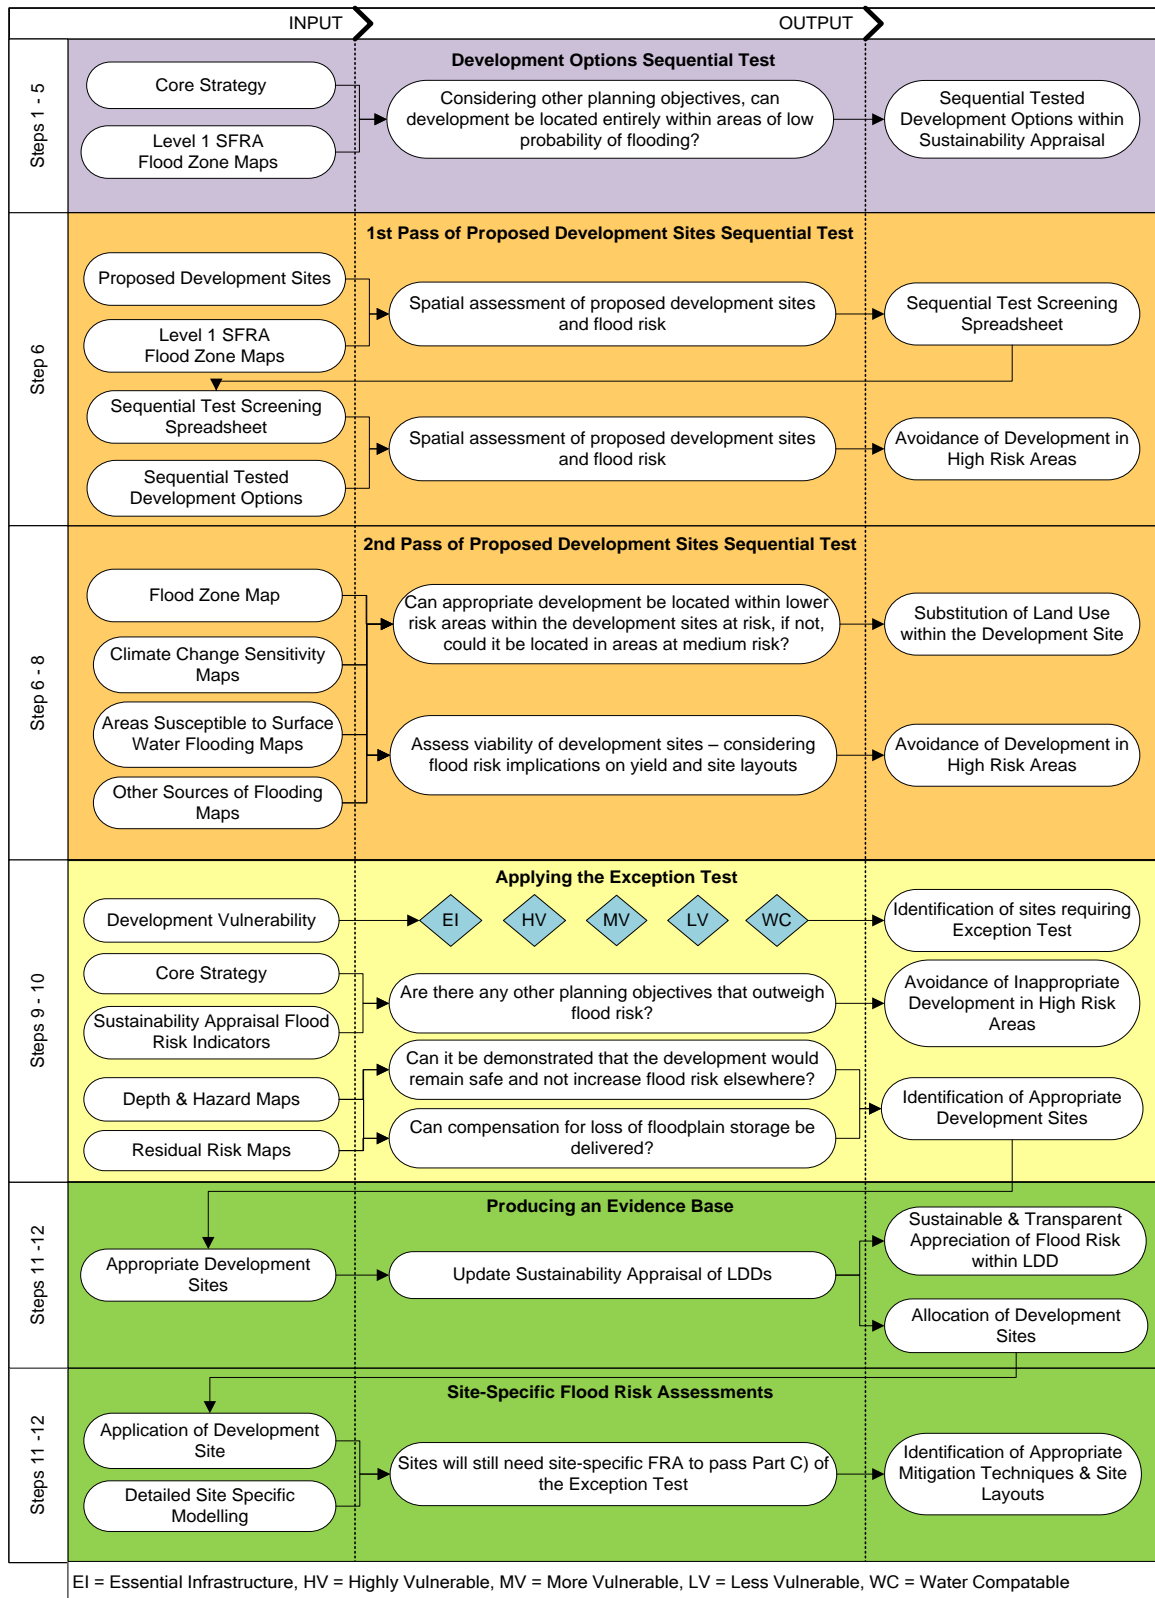 INPUT
OUTPUT
Steps 1 - 5
Development Options Sequential Test
Core Strategy
Level 1 SFRA
Flood Zone Maps
Considering other planning objectives, can
development be located entirely within areas of low
probability of flooding?
Sequential Tested
Development Options within
Sustainability Appraisal
Step 6
1st Pass of Proposed Development Sites Sequential Test
Proposed Development Sites
Level 1 SFRA
Flood Zone Maps
Spatial assessment of proposed development sites
and flood risk
Sequential Test Screening
Spreadsheet
Sequential Test Screening
Spreadsheet
Sequential Tested
Development Options
Spatial assessment of proposed development sites
and flood risk
Avoidance of Development in
High Risk Areas
Step 6 - 8
2nd Pass of Proposed Development Sites Sequential Test
Flood Zone Map
Climate Change Sensitivity
Maps
Areas Susceptible to Surface
Water Flooding Maps
Other Sources of Flooding
Maps
Can appropriate development be located within lower
risk areas within the development sites at risk, if not,
could it be located in areas at medium risk?
Substitution of Land Use
within the Development Site
Assess viability of development sites – considering
flood risk implications on yield and site layouts
Avoidance of Development in
High Risk Areas
Steps 9 - 10
Applying the Exception Test
Development Vulnerability
EI
HV
MV
LV
WC
Identification of sites requiring
Exception Test
Core Strategy
Sustainability Appraisal Flood
Risk Indicators
Are there any other planning objectives that outweigh
flood risk?
Avoidance of Inappropriate
Development in High Risk
Areas
Depth & Hazard Maps
Residual Risk Maps
Can it be demonstrated that the development would
remain safe and not increase flood risk elsewhere?
Can compensation for loss of floodplain storage be
delivered?
Identification of Appropriate
Development Sites
Steps 11 -12
Producing an Evidence Base
Appropriate Development
Sites
Update Sustainability Appraisal of LDDs
Sustainable & Transparent
Appreciation of Flood Risk
within LDD
Allocation of Development
Sites
Steps 11 -12
Site-Specific Flood Risk Assessments
Application of Development
Site
Detailed Site Specific
Modelling
Sites will still need site-specific FRA to pass Part C) of
the Exception Test
Identification of Appropriate
Mitigation Techniques & Site
Layouts
EI = Essential Infrastructure, HV = Highly Vulnerable, MV = More Vulnerable, LV = Less Vulnerable, WC = Water Compatable